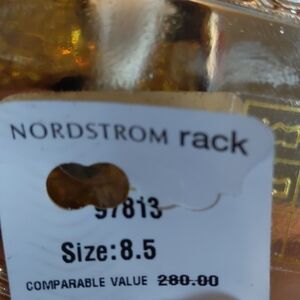 NORDSTROM rack
97813
Size:8.5
COMPARABLE VALUE 280.00